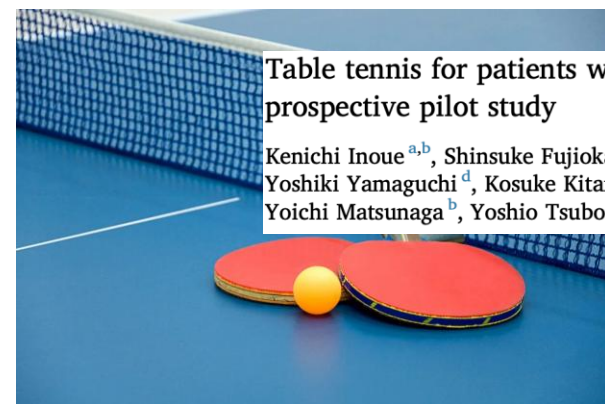 Table tennis for patients
prospective pilot study
Kenichi Inoue a,b, Shinsuke
Yoshiki Yamaguchi d, Kosuke
Yoichi Matsunaga b, Yoshio